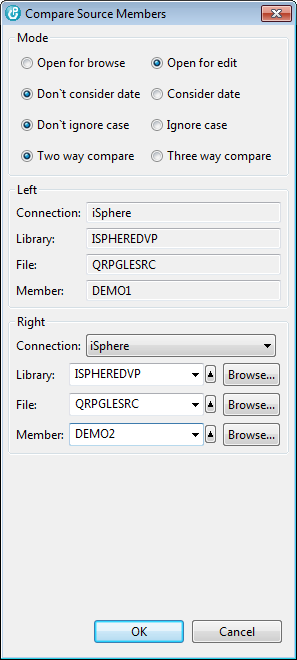 Compare Source Members
Mode
Open for browse Open for edit
Don`t consider date Consider date
Don`t ignore case Ignore case
Two way compare Three way compare
Left
Connection: iSphere
Library: ISPHEREDVP
File: QRPGLESRC
Member: DEMO1
Right
Connection: iSphere
Library: ISPHEREDVP Browse...
File: QRPGLESRC Browse...
Member: DEMO2 Browse...
OK Cancel